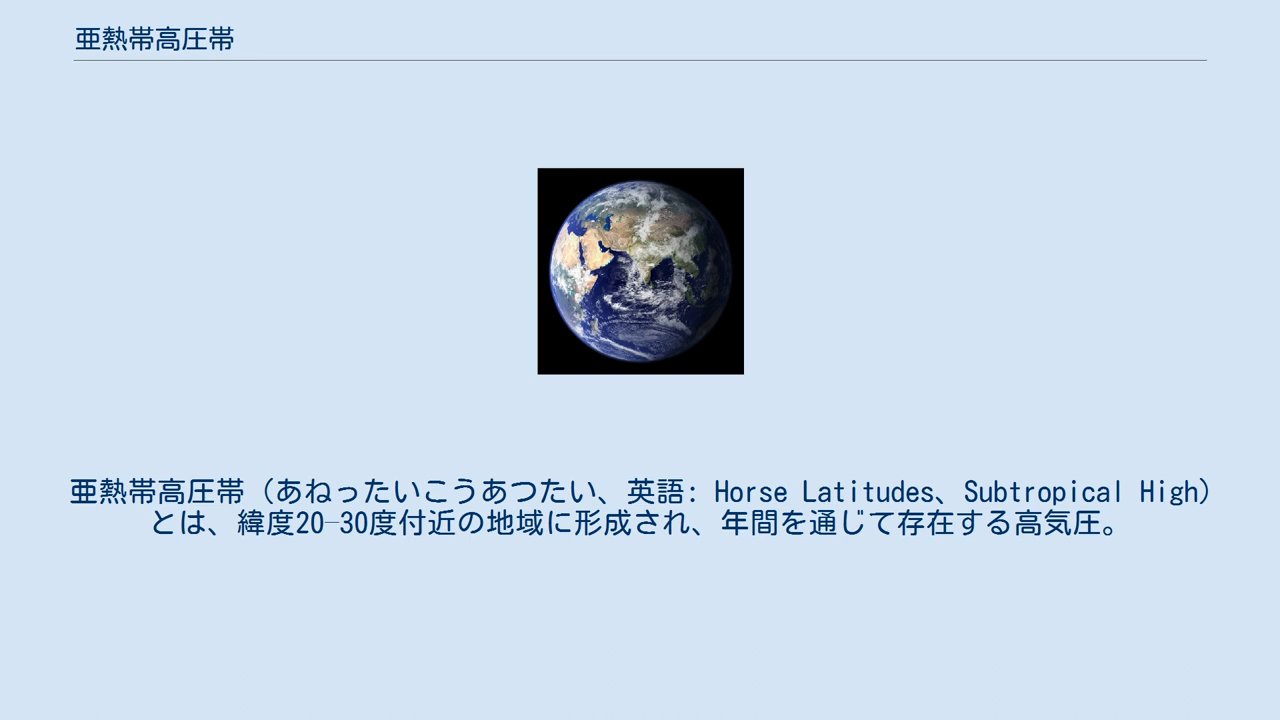 亜熱帯高圧帯
亜熱帯高圧帯（あねったいこうあつたい、英語: Horse Latitudes、Subtropical High）
とは、緯度20–30度付近の地域に形成され、年間を通じて存在する高気圧。